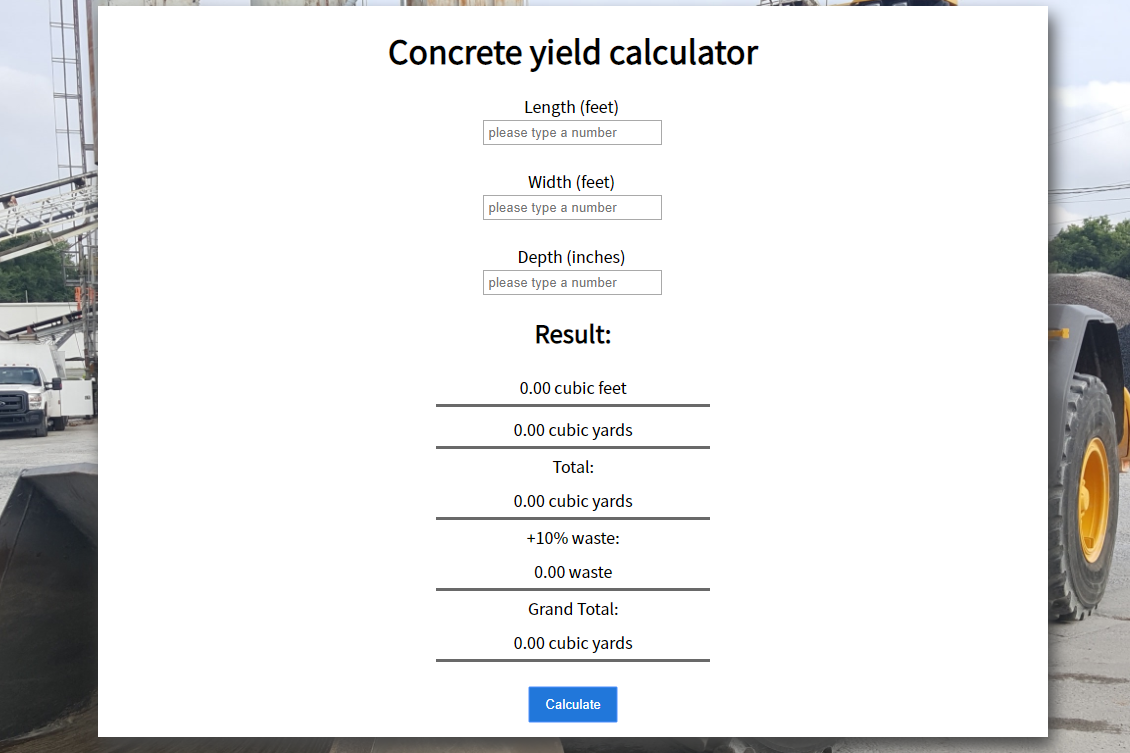 Concrete yield calculator
Length (feet)
please type a number
Width (feet)
please type a number
Depth (inches)
please type a number
Result:
0.00 cubic feet
0.00 cubic yards
Total:
0.00 cubic yards
+10% waste:
0.00 waste
Grand Total:
0.00 cubic yards
Calculate